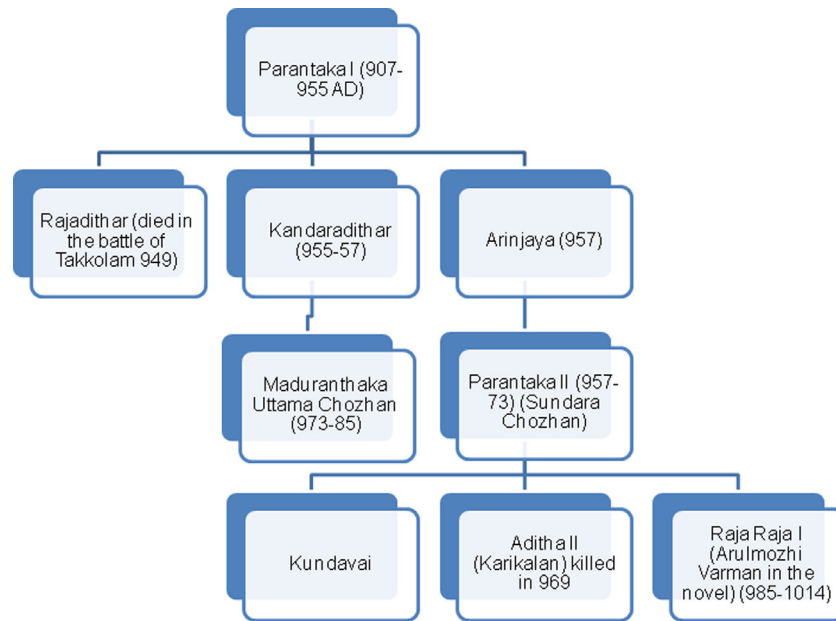 Parantaka I (907-
955 AD)
Rajadithar (died in
the battle of
Takkolam 949)
Kandaradithar
(955-57)
Arinjaya (957)
Maduranthaka
Uttama Chozhan
(973-85)
Parantaka II (957-
73) (Sundara
Chozhan)
Kundavai
Aditha II
(Karikalan) killed
in 969
Raja Raja I
(Arulmozhi
Varman in the
novel) (985-1014)